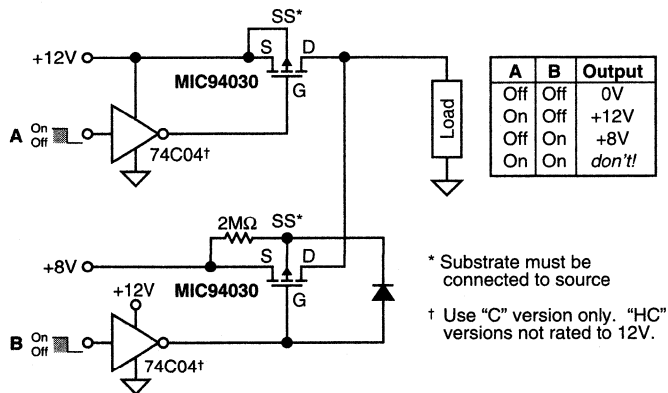 SS*
+12V
S
D
MIC94030
G
A
On
Off
74C04†
Load
A B Output
Off Off 0V
On Off +12V
Off On +8V
On On don't!
2MΩ
SS*
+8V
S
D
MIC94030
G
+12V
B
On
Off
74C04†
* Substrate must be
connected to source
† Use “C” version only. “HC”
versions not rated to 12V.